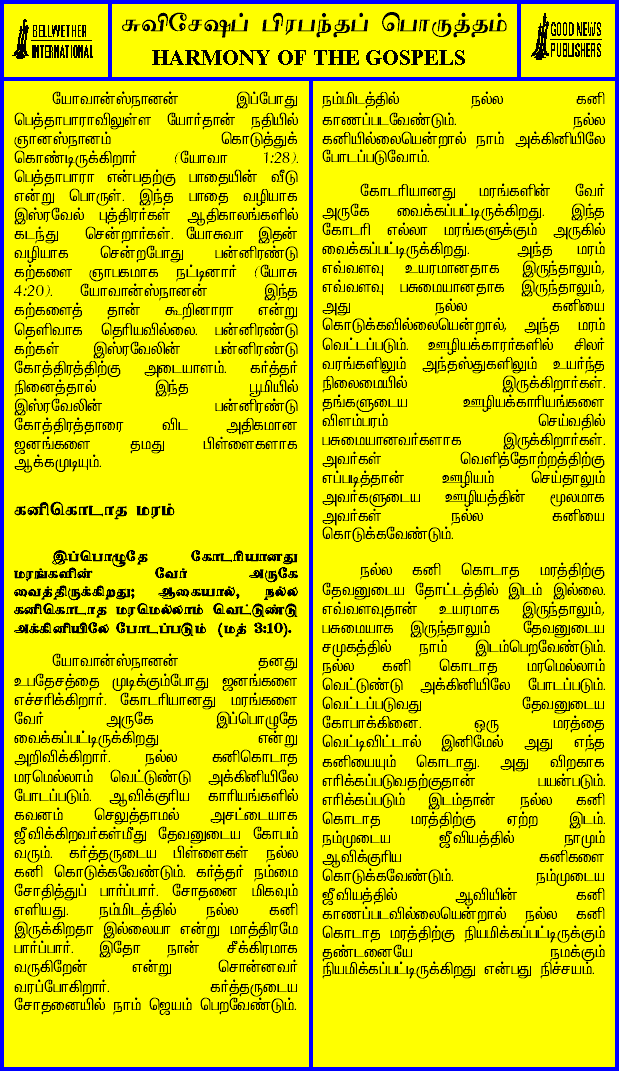 BELLWETHER
INTERNATIONAL
சுவிசேஷப் பிரபந்தப் பொருத்தம்
HARMONY OF THE GOSPELS
GOOD NEWS
PUBLISHERS
யோவான்ஸ்நானன் இப்போது
பெத்தாபாராவிலுள்ள யோர்தான் நதியில்
ஞானஸ்நானம் கொடுத்துக்
கொண்டிருக்கிறார் (யோவா 1:28).
பெத்தாபாரா என்பதற்கு பாதையின் வீடு
என்று பொருள். இந்த பாதை வழியாக
இஸ்ரவேல் புத்திரர்கள் ஆதிகாலங்களில்
கடந்து சென்றார்கள். யோசுவா இதன்
வழியாக சென்றபோது பன்னிரண்டு
கற்களை ஞாபகமாக நட்டினார் (யோசு
4:20). யோவான்ஸ்நானன் இந்த
கற்களைத் தான் கூறினாரா என்று
தெளிவாக தெரியவில்லை. பன்னிரண்டு
கற்கள் இஸ்ரவேலின் பன்னிரண்டு
கோத்திரத்திற்கு அடையாளம். கர்த்தர்
நினைத்தால் இந்த பூமியில்
இஸ்ரவேலின் பன்னிரண்டு
கோத்திரத்தாரை விட அதிகமான
ஜனங்களை தமது பிள்ளைகளாக
ஆக்கமுடியும்.
கனிகொடாத மரம்
இப்பொழுதே கோடரியானது
மரங்களின் வேர் அருகே
வைத்திருக்கிறது; ஆகையால், நல்ல
கனிகொடாத மரமெல்லாம் வெட்டுண்டு
அக்கினியிலே போடப்படும் (மத் 3:10).
யோவான்ஸ்நானன் தனது
உபதேசத்தை முடிக்கும்போது ஜனங்களை
எச்சரிக்கிறார். கோடரியானது மரங்களை
வேர் அருகே இப்பொழுதே
வைக்கப்பட்டிருக்கிறது என்று
அறிவிக்கிறார். நல்ல கனிகொடாத
மரமெல்லாம் வெட்டுண்டு அக்கினியிலே
போடப்படும். ஆவிக்குரிய காரியங்களில்
கவனம் செலுத்தாமல் அசட்டையாக
ஜீவிக்கிறவர்கள்மீது தேவனுடைய கோபம்
வரும். கர்த்தருடைய பிள்ளைகள் நல்ல
கனி கொடுக்கவேண்டும். கர்த்தர் நம்மை
சோதித்துப் பார்ப்பார். சோதனை மிகவும்
எளியது. நம்மிடத்தில் நல்ல கனி
இருக்கிறதா இல்லையா என்று மாத்திரமே
பார்ப்பார். இதோ நான் சீக்கிரமாக
வருகிறேன் என்று சொன்னவர்
வரப்போகிறார். கர்த்தருடைய
சோதனையில் நாம் ஜெயம் பெறவேண்டும்.
நம்மிடத்தில் நல்ல கனி
காணப்படவேண்டும். நல்ல
கனியில்லையென்றால் நாம் அக்கினியிலே
போடப்படுவோம்.
கோடரியானது மரங்களின் வேர்
அருகே வைக்கப்பட்டிருக்கிறது. இந்த
கோடரி எல்லா மரங்களுக்கும் அருகில்
வைக்கப்பட்டிருக்கிறது. அந்த மரம்
எவ்வளவு உயரமானதாக இருந்தாலும்,
எவ்வளவு பசுமையானதாக இருந்தாலும்,
அது நல்ல கனியை
கொடுக்கவில்லையென்றால், அந்த மரம்
வெட்டப்படும். ஊழியக்காரர்களில் சிலர்
வரங்களிலும் அந்தஸ்துகளிலும் உயர்ந்த
நிலைமையில் இருக்கிறார்கள்.
தங்களுடைய ஊழியக்காரியங்களை
விளம்பரம் செய்வதில்
பசுமையானவர்களாக இருக்கிறார்கள்.
அவர்கள் வெளித்தோற்றத்திற்கு
எப்படித்தான் ஊழியம் செய்தாலும்
அவர்களுடைய ஊழியத்தின் மூலமாக
அவர்கள் நல்ல கனியை
கொடுக்கவேண்டும்.
நல்ல கனி கொடாத மரத்திற்கு
தேவனுடைய தோட்டத்தில் இடம் இல்லை.
எவ்வளவுதான் உயரமாக இருந்தாலும்,
பசுமையாக இருந்தாலும் தேவனுடைய
சமுகத்தில் நாம் இடம்பெறவேண்டும்.
நல்ல கனி கொடாத மரமெல்லாம்
வெட்டுண்டு அக்கினியிலே போடப்படும்.
வெட்டப்படுவது தேவனுடைய
கோபாக்கினை. ஒரு மரத்தை
வெட்டிவிட்டால் இனிமேல் அது எந்த
கனியையும் கொடாது. அது விறகாக
எரிக்கப்படுவதற்குதான் பயன்படும்.
எரிக்கப்படும் இடம்தான் நல்ல கனி
கொடாத மரத்திற்கு ஏற்ற இடம்.
நம்முடைய ஜீவியத்தில் நாமும்
ஆவிக்குரிய கனிகளை
கொடுக்கவேண்டும். நம்முடைய
ஜீவியத்தில் ஆவியின் கனி
காணப்படவில்லையென்றால் நல்ல கனி
கொடாத மரத்திற்கு நியமிக்கப்பட்டிருக்கும்
தண்டனையே நமக்கும்
நியமிக்கப்பட்டிருக்கிறது என்பது நிச்சயம்.